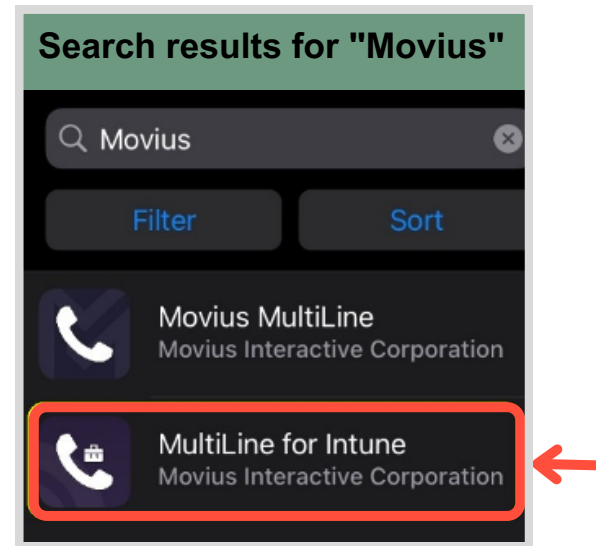 Search results for "Movius"
Movius
Filter
Sort
Movius MultiLine
Movius Interactive Corporation
MultiLine for Intune
Movius Interactive Corporation